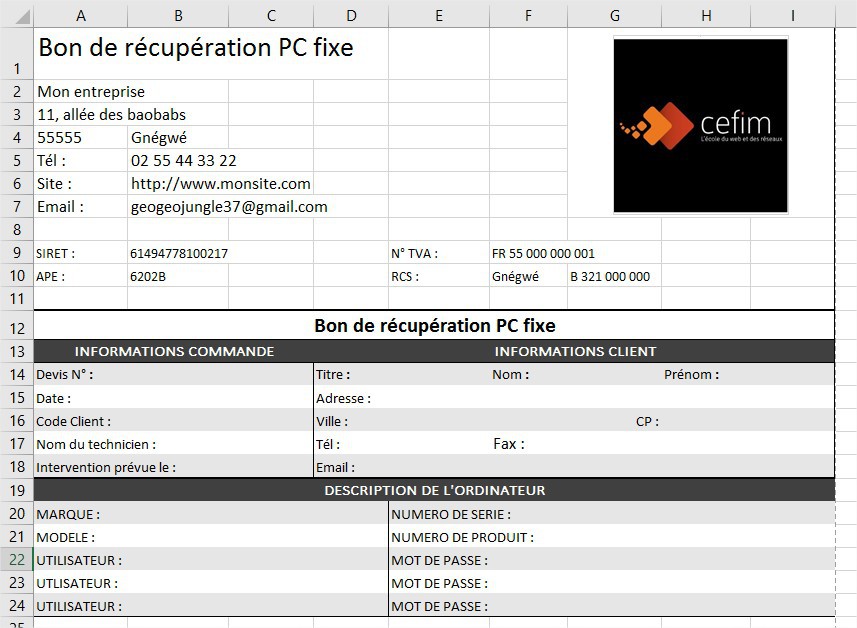 A B C D E F G H I
1 Bon de récupération PC fixe
cefim
L'école du web et des réseaux
2 Mon entreprise
3 11, allée des baobabs
4 55555 Gnégwé
5 Tél : 02 55 44 33 22
6 Site : http://www.monsite.com
7 Email : geogeojungle37@gmail.com
8
9 SIRET : 61494778100217 N° TVA : FR 55 000 000 001
10 APE : 6202B RCS : Gnégwé B 321 000 000
11
12 Bon de récupération PC fixe
13 INFORMATIONS COMMANDE INFORMATIONS CLIENT
14 Devis N° : Titre : Nom : Prénom :
15 Date : Adresse :
16 Code Client : Ville : CP :
17 Nom du technicien : Tél : Fax :
18 Intervention prévue le : Email :
19 DESCRIPTION DE L'ORDINATEUR
20 MARQUE : NUMERO DE SERIE :
21 MODELE : NUMERO DE PRODUIT :
22 UTILISATEUR : MOT DE PASSE :
23 UTLISATEUR : MOT DE PASSE :
24 UTILISATEUR : MOT DE PASSE :
25